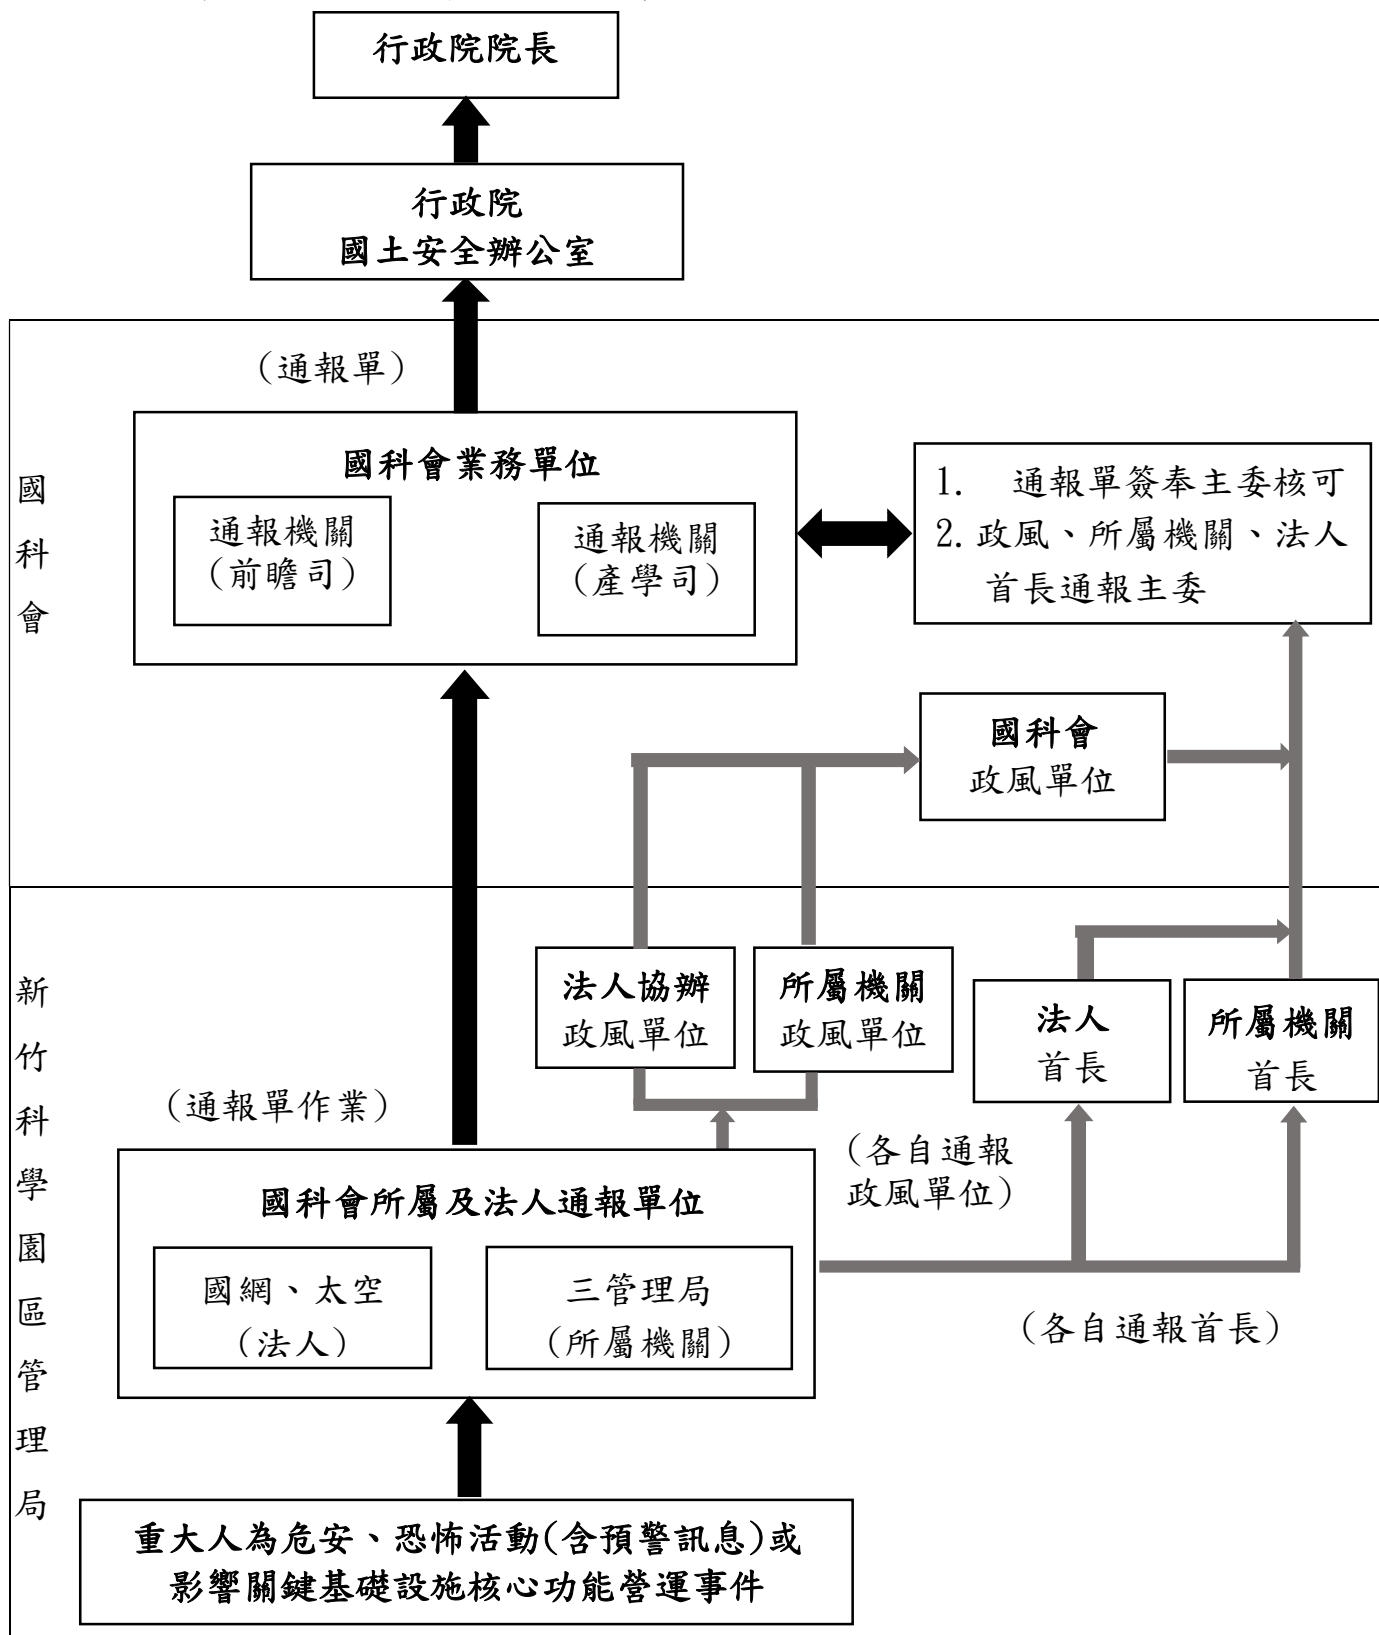 行政院院長
行政院
國土安全辦公室
(通報單)
國科會業務單位
通報機關
(前瞻司)
通報機關
(產學司)
1. 通報單簽奉主委核可
2. 政風、所屬機關、法人
首長通報主委
國科會
國科會
政風單位
法人協辦
政風單位
所屬機關
政風單位
法人
首長
所屬機關
首長
(通報單作業)
(各自通報
政風單位)
國科會所屬及法人通報單位
國網、太空
(法人)
三管理局
(所屬機關)
(各自通報首長)
新竹科學園區管理局
重大人為危安、恐怖活動(含預警訊息)或
影響關鍵基礎設施核心功能營運事件